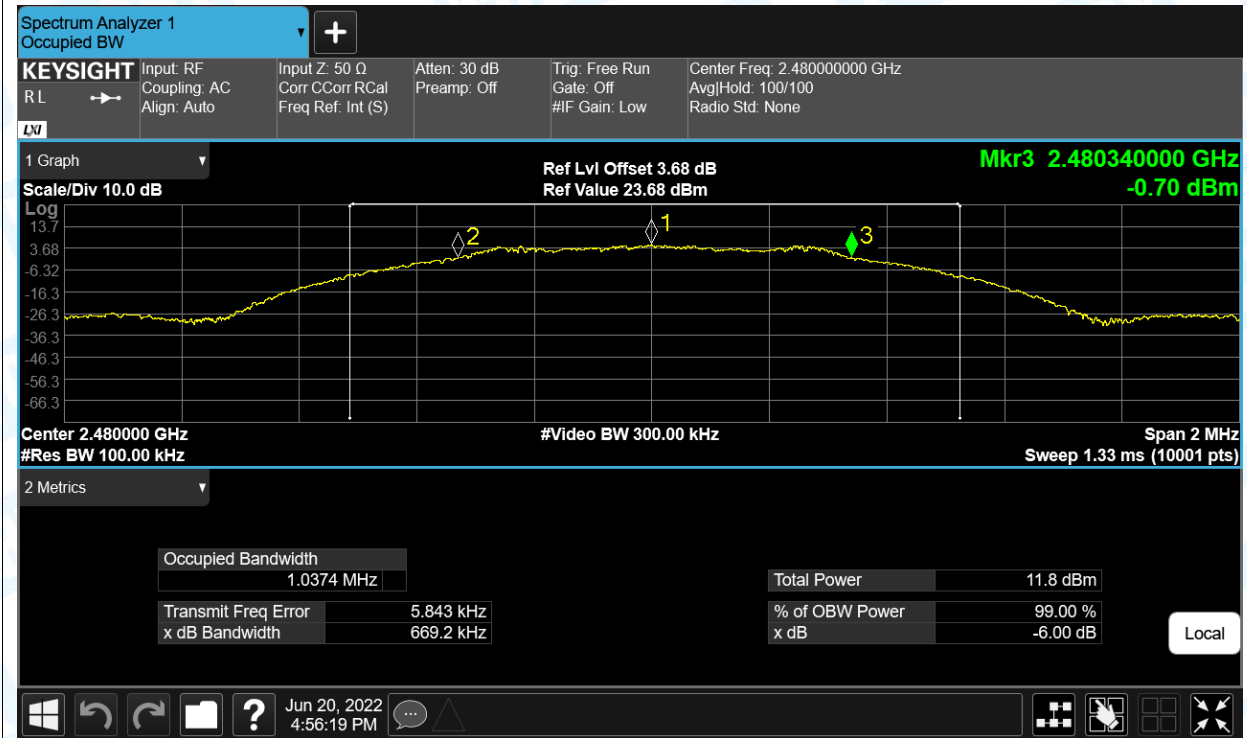 Spectrum Analyzer 1
Occupied BW
KEYSIGHT
R L
LXI
Input: RF
Coupling: AC
Align: Auto
Input Z: 50 Ω
Corr CCorr RCal
Freq Ref: Int (S)
Atten: 30 dB
Preamp: Off
Trig: Free Run
Gate: Off
#IF Gain: Low
Center Freq: 2.480000000 GHz
Avg|Hold: 100/100
Radio Std: None
1 Graph
Scale/Div 10.0 dB
Ref Lvl Offset 3.68 dB
Ref Value 23.68 dBm
Mkr3 2.480340000 GHz
-0.70 dBm
Log
13.7
3.68
-6.32
-16.3
-26.3
-36.3
-46.3
-56.3
-66.3
2
1
3
Center 2.480000 GHz
#Res BW 100.00 kHz
#Video BW 300.00 kHz
Span 2 MHz
Sweep 1.33 ms (10001 pts)
2 Metrics
Occupied Bandwidth
1.0374 MHz
Transmit Freq Error 5.843 kHz
x dB Bandwidth 669.2 kHz
Total Power 11.8 dBm
% of OBW Power 99.00 %
x dB -6.00 dB
Local
?
Jun 20, 2022
4:56:19 PM